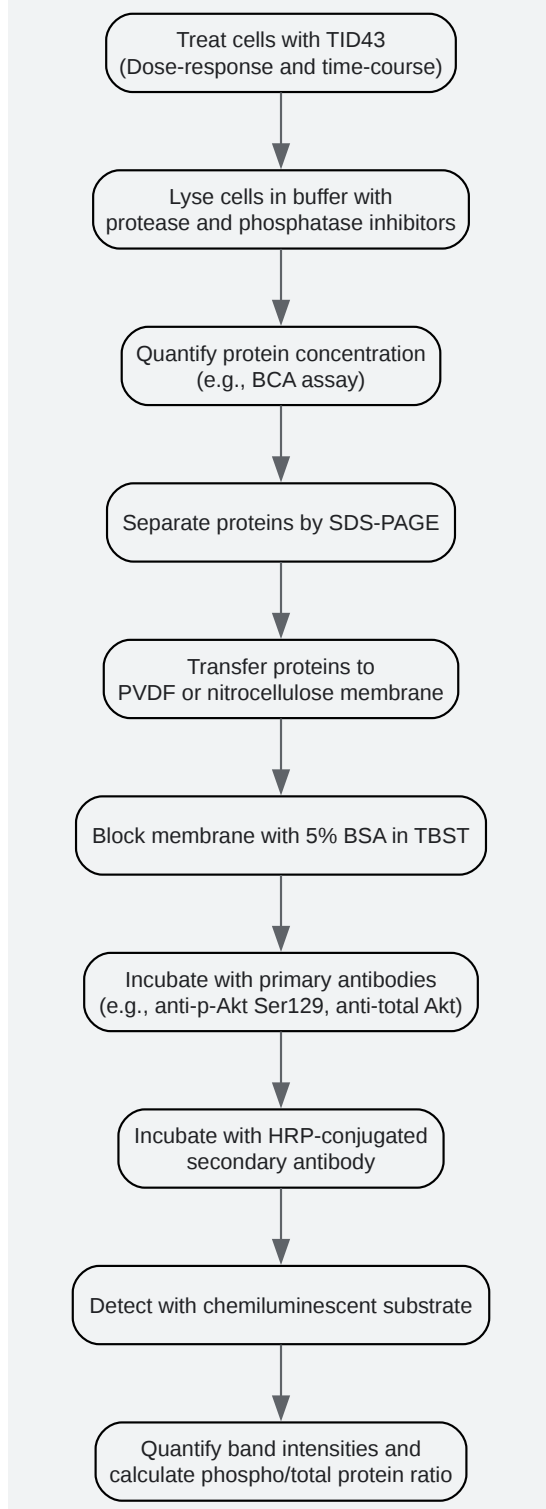 Treat cells with TID43
(Dose-response and time-course)
Lyse cells in buffer with
protease and phosphatase inhibitors
Quantify protein concentration
(e.g., BCA assay)
Separate proteins by SDS-PAGE
Transfer proteins to
PVDF or nitrocellulose membrane
Block membrane with 5% BSA in TBST
Incubate with primary antibodies
(e.g., anti-p-Akt Ser129, anti-total Akt)
Incubate with HRP-conjugated
secondary antibody
Detect with chemiluminescent substrate
Quantify band intensities and
calculate phospho/total protein ratio